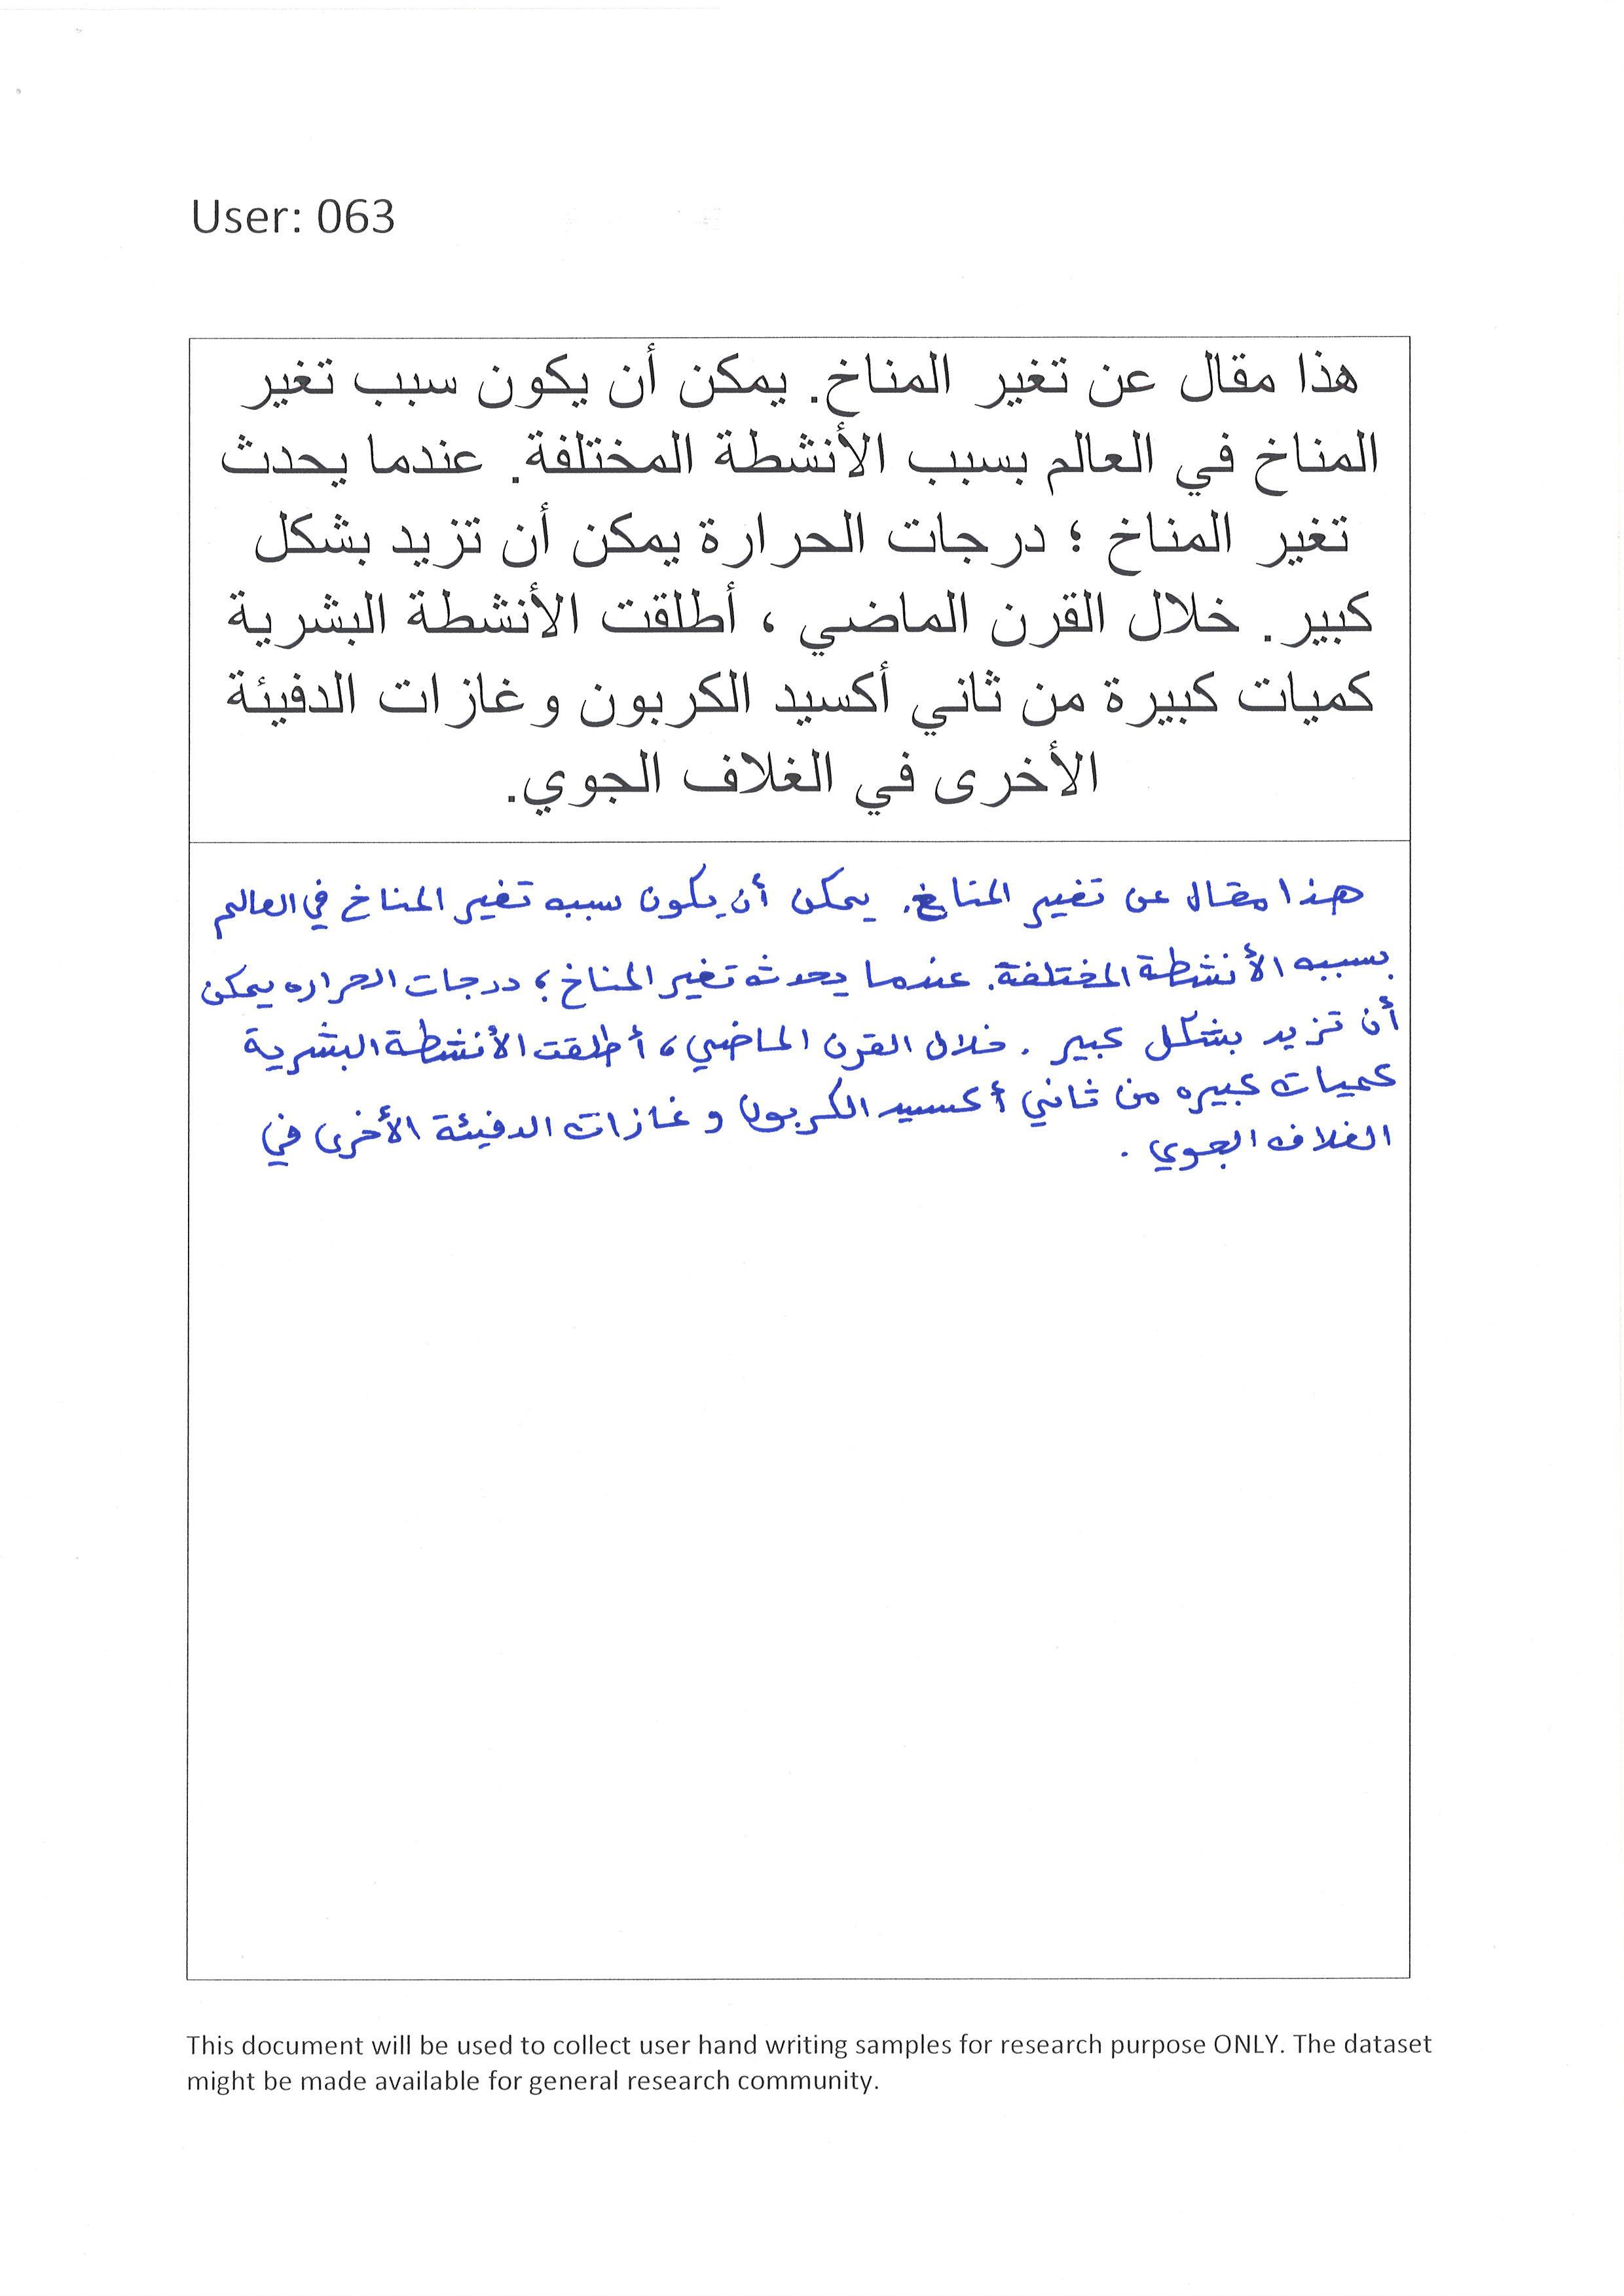 User: 063
هذا مقال عن تغير المناخ. يمكن أن يكون سبب تغير
المناخ في العالم بسبب الأنشطة المختلفة. عندما يحدث
تغير المناخ ؛ درجات الحرارة يمكن أن تزيد بشكل
كبير. خلال القرن الماضي ، أطلقت الأنشطة البشرية
كميات كبيرة من ثاني أكسيد الكربون وغازات الدفيئة
الأخرى في الغلاف الجوي.
هذا مقال عن تغير المناخ. يمكن أن يكون سبب تغير المناخ في العالم
بسبب الأنشطة المختلفة. عندما يحدث تغير المناخ ؛ درجات الحراره يمكن
أن تزيد بشكل كبير . خلال القرن الماضي ، أطلقت الأنشطة البشرية
كميات كبيره من ثاني أكسيد الكربون و غازات الدفيئة الأخرى في
الغلاف الجوي .
This document will be used to collect user hand writing samples for research purpose ONLY. The dataset
might be made available for general research community.